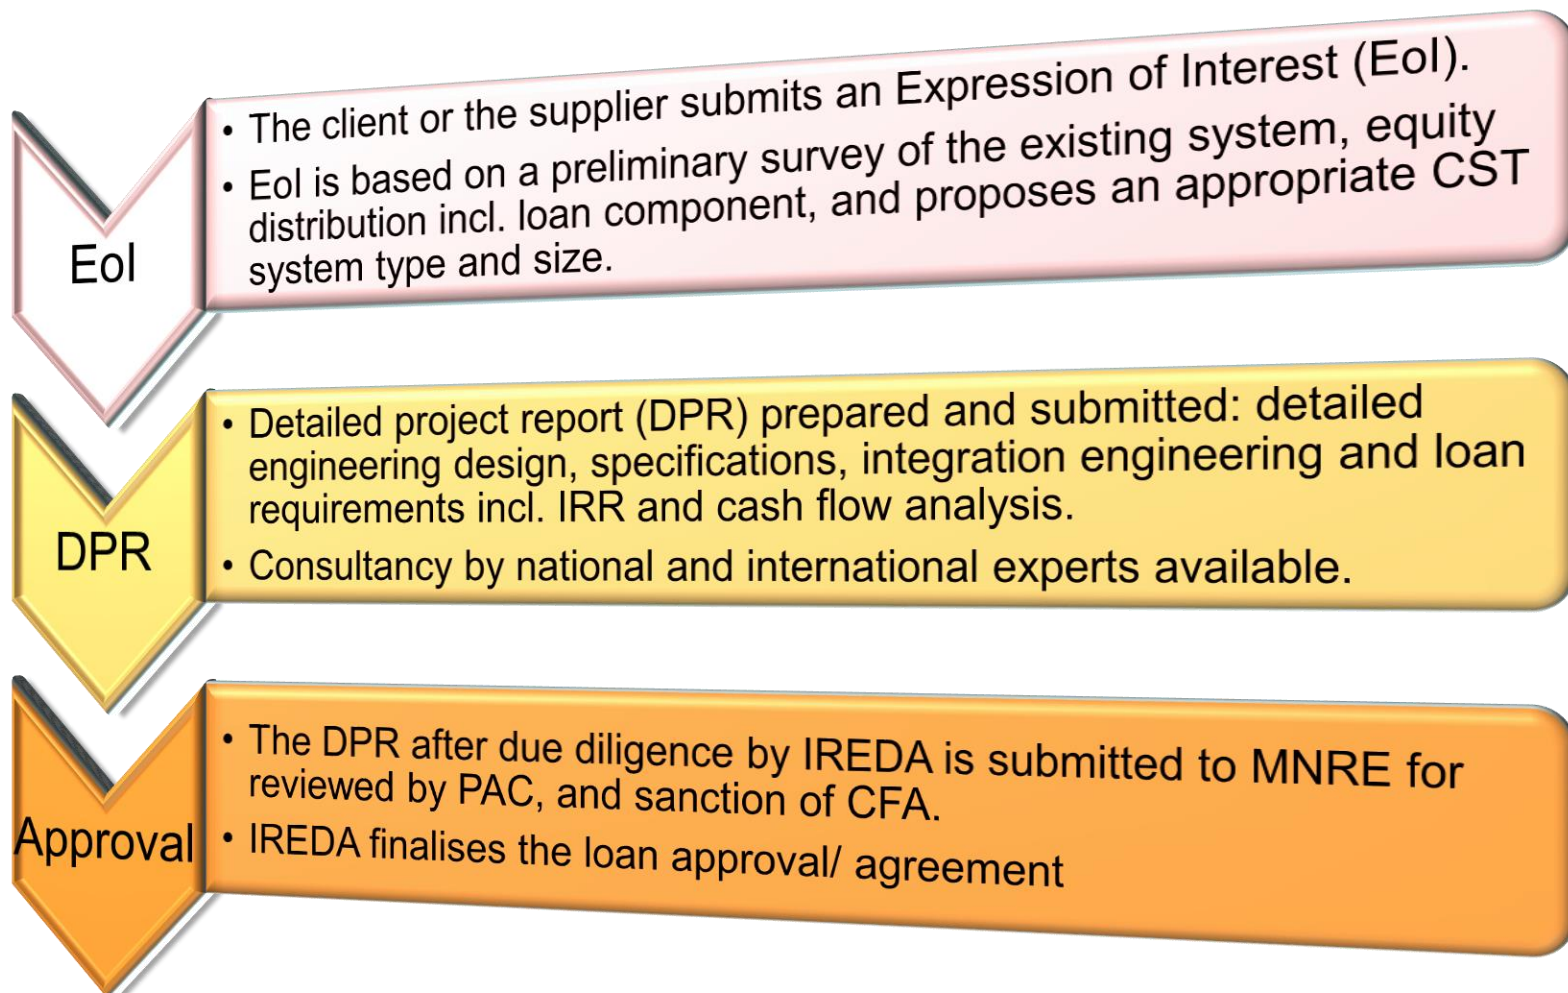 EoI
• The client or the supplier submits an Expression of Interest (EoI).
• EoI is based on a preliminary survey of the existing system, equity
distribution incl. loan component, and proposes an appropriate CST
system type and size.
DPR
• Detailed project report (DPR) prepared and submitted: detailed
engineering design, specifications, integration engineering and loan
requirements incl. IRR and cash flow analysis.
• Consultancy by national and international experts available.
Approval
• The DPR after due diligence by IREDA is submitted to MNRE for
reviewed by PAC, and sanction of CFA.
• IREDA finalises the loan approval/ agreement